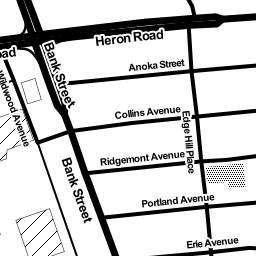 Heron Road
oad
Bank Street
Anoka Street
Wildwood Avenue
Collins Avenue
Edge Hill Place
Ridgemont Avenue
Bank Street
Portland Avenue
Erie Avenue